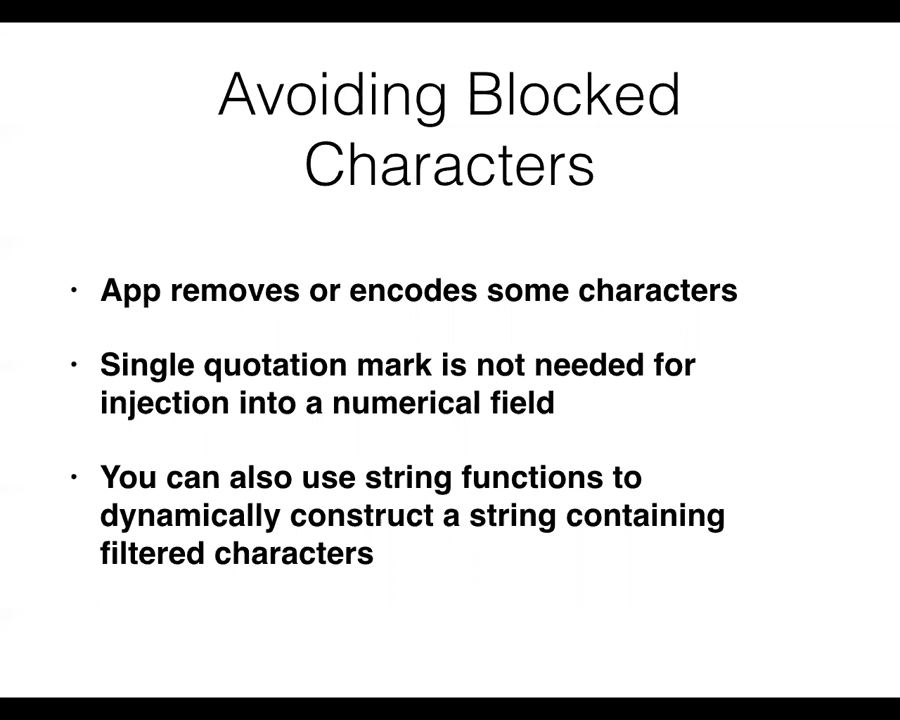 Avoiding Blocked
Characters
• App removes or encodes some characters
• Single quotation mark is not needed for
injection into a numerical field
• You can also use string functions to
dynamically construct a string containing
filtered characters